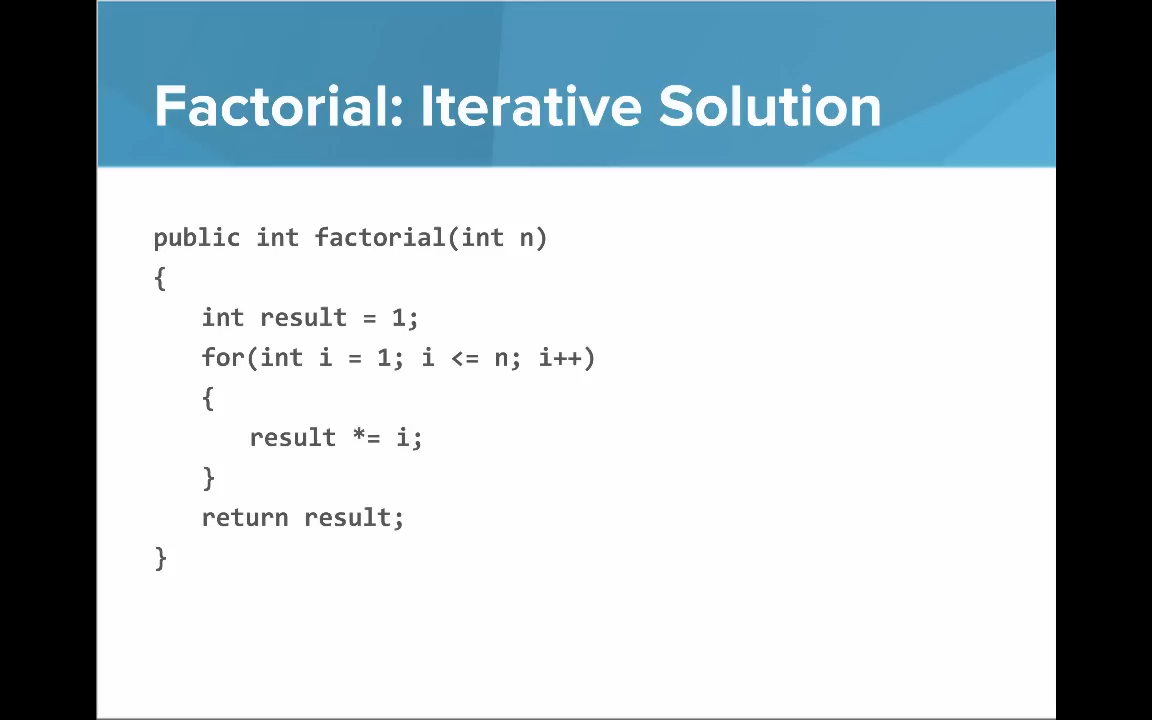 Factorial: Iterative Solution
public int factorial(int n)
{
int result = 1;
for(int i = 1; i <= n; i++)
{
result *= i;
}
return result;
}